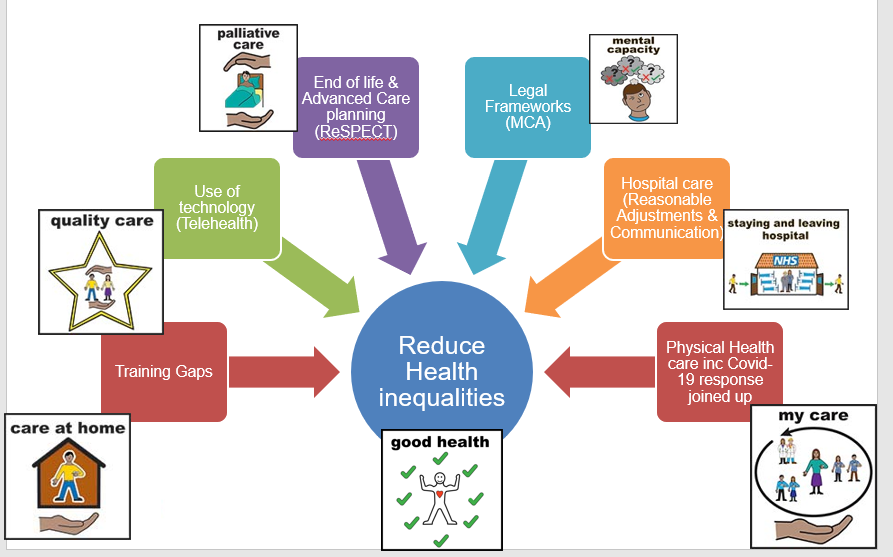 palliative
care
End of life &
Advanced Care
planning
(ReSPECT)
Legal
Frameworks
(MCA)
mental
capacity
? ? ?
Use of
technology
(Telehealth)
Hospital care
(Reasonable
Adjustments &
Communication)
quality care
staying and leaving
hospital
NHS
Training Gaps
Reduce
Health
inequalities
Physical Health
care inc Covid-
19 response
joined up
care at home
good health
my care